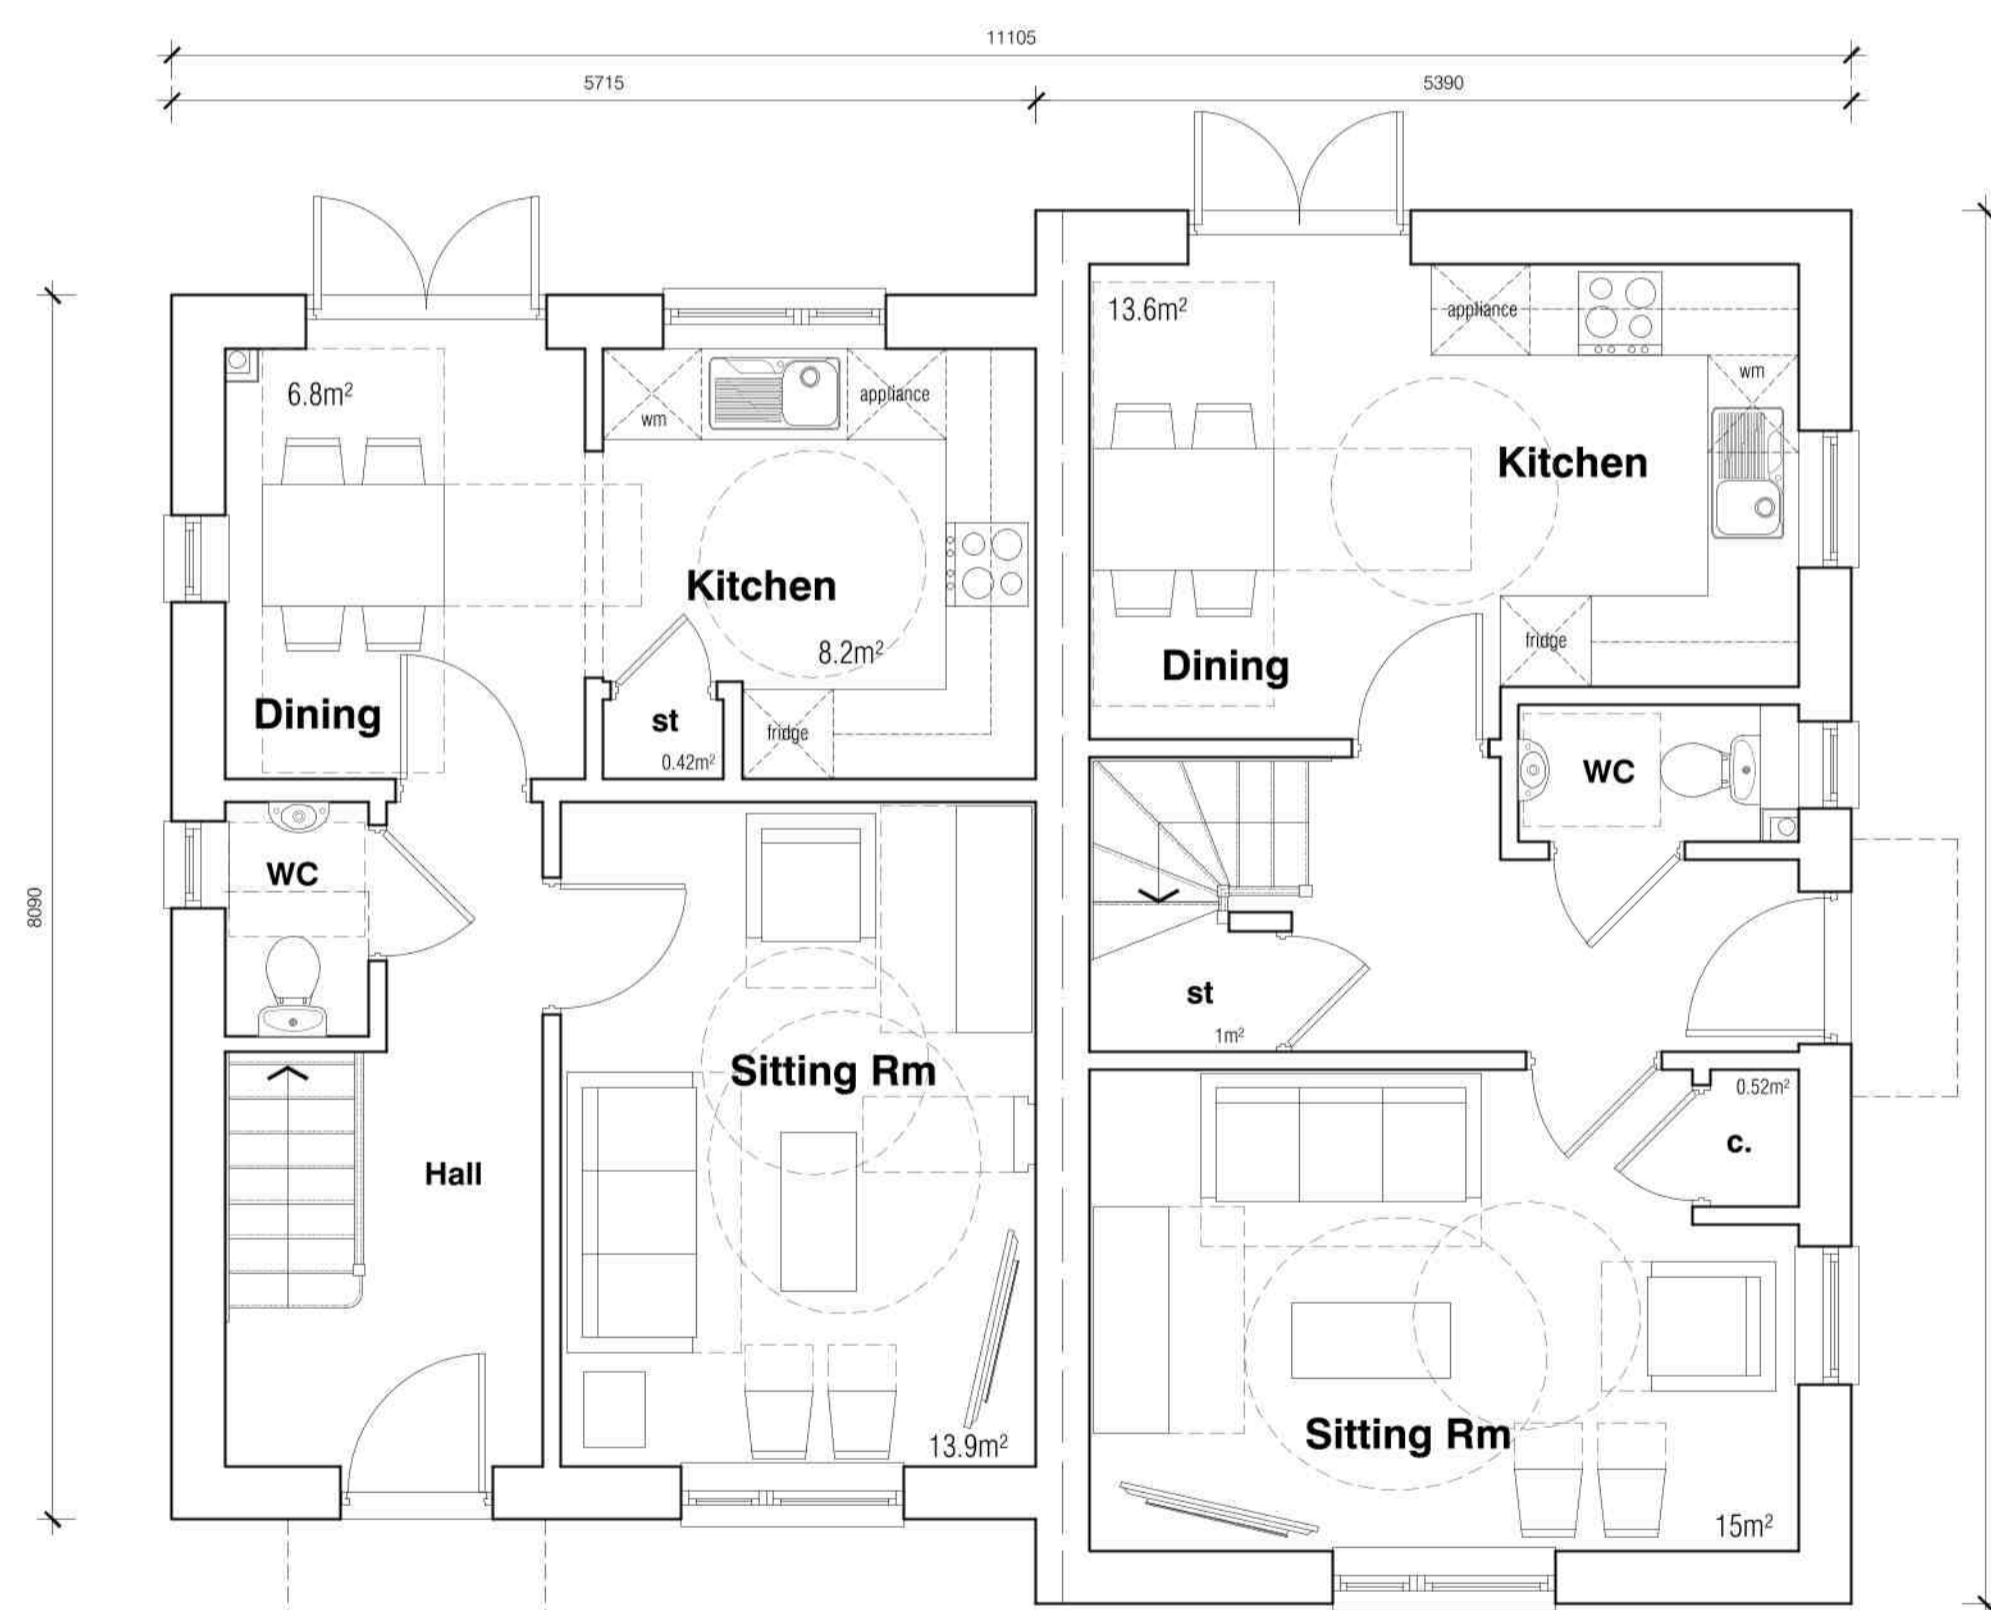 11105
5715
5390
13.6m²
appliance
wm
6.8m²
wm
appliance
Kitchen
Kitchen
8.2m²
fridge
Dining
Dining
st
fridge
0.42m²
WC
WC
8090
st
1m²
Sitting Rm
0.52m²
c.
Hall
Sitting Rm
13.9m²
15m²